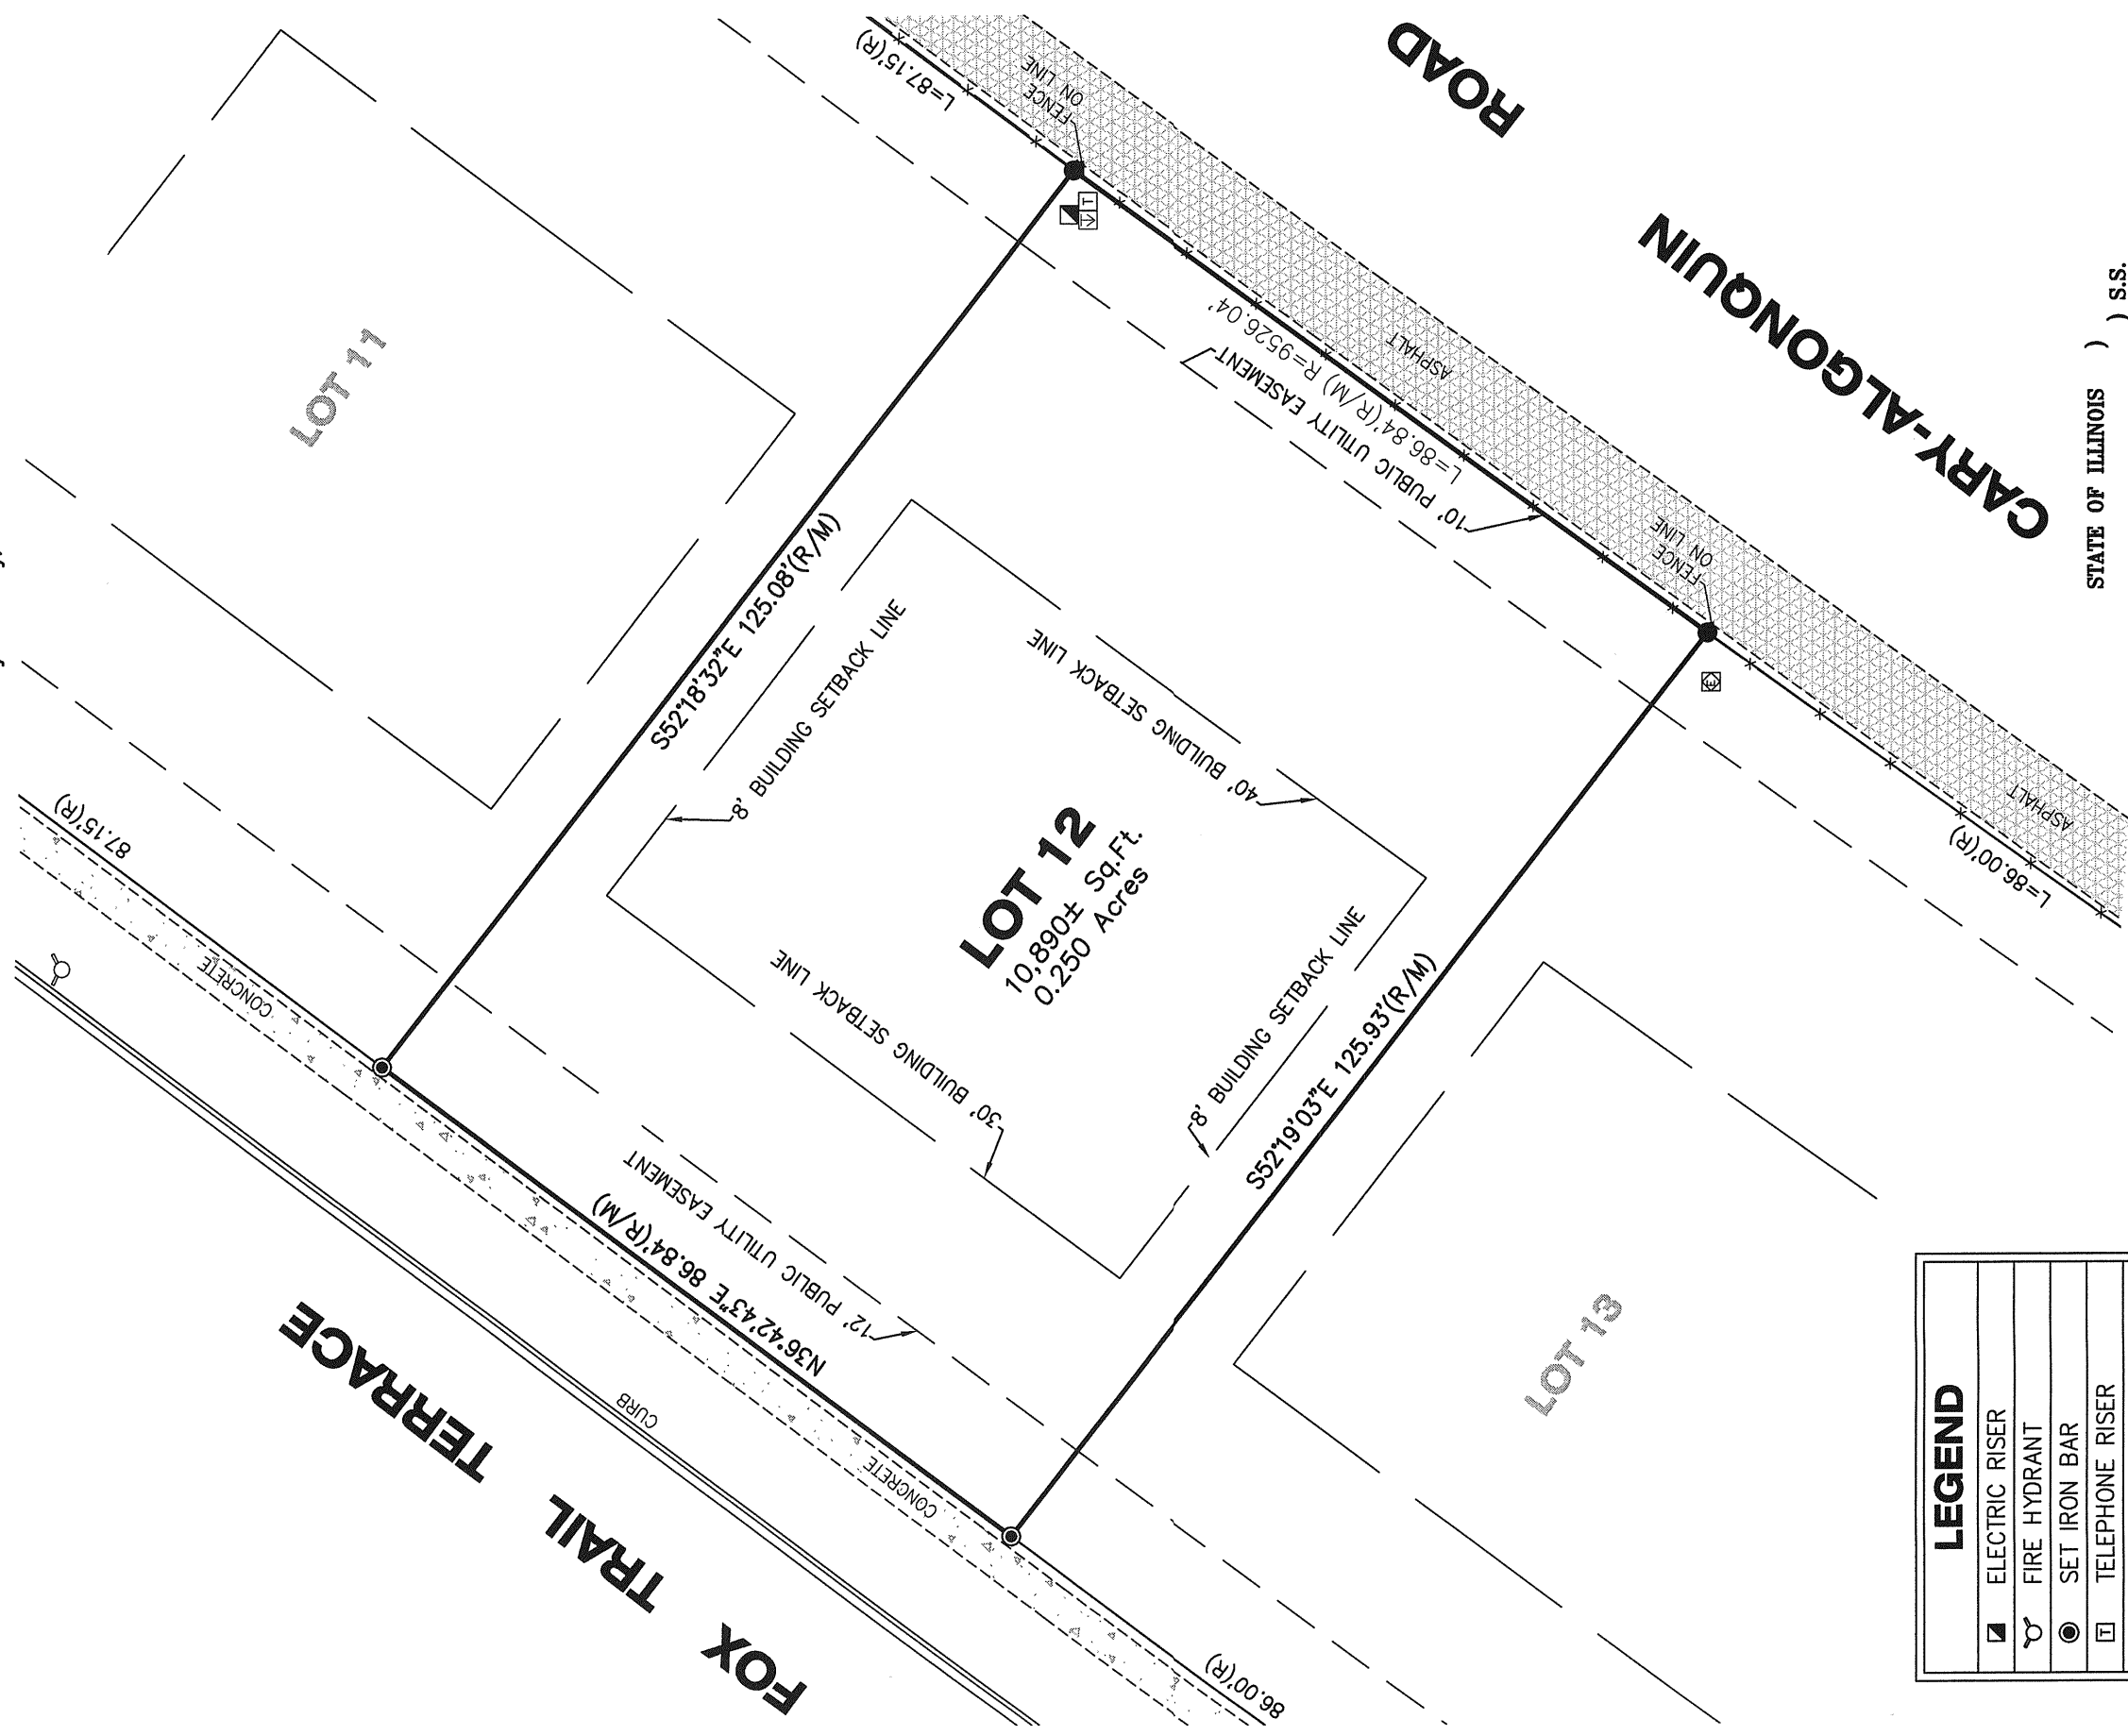 LOT 11
L=87.15'(R)
FENCE
ON LINE
ROAD
CARY-ALGONQUIN
S52°18'32"E 125.08'(R/M)
T
10' PUBLIC UTILITY EASEMENT
L=86.84'(R/M) R=9526.04'
ASPHALT
FENCE
ON LINE
E
87.15'(R)
CONCRETE
8' BUILDING SETBACK LINE
40' BUILDING SETBACK LINE
LOT 12
10,890± Sq.Ft.
0.250 Acres
30' BUILDING SETBACK LINE
8' BUILDING SETBACK LINE
S52°19'03"E 125.93'(R/M)
12' PUBLIC UTILITY EASEMENT
N36°42'43"E 86.84'(R/M)
CURB
CONCRETE
FOX TRAIL TERRACE
86.00'(R)
LOT 13
ASPHALT
L=86.00'(R)
STATE OF ILLINOIS )
) S.S.
LEGEND
ELECTRIC RISER
FIRE HYDRANT
SET IRON BAR
T TELEPHONE RISER